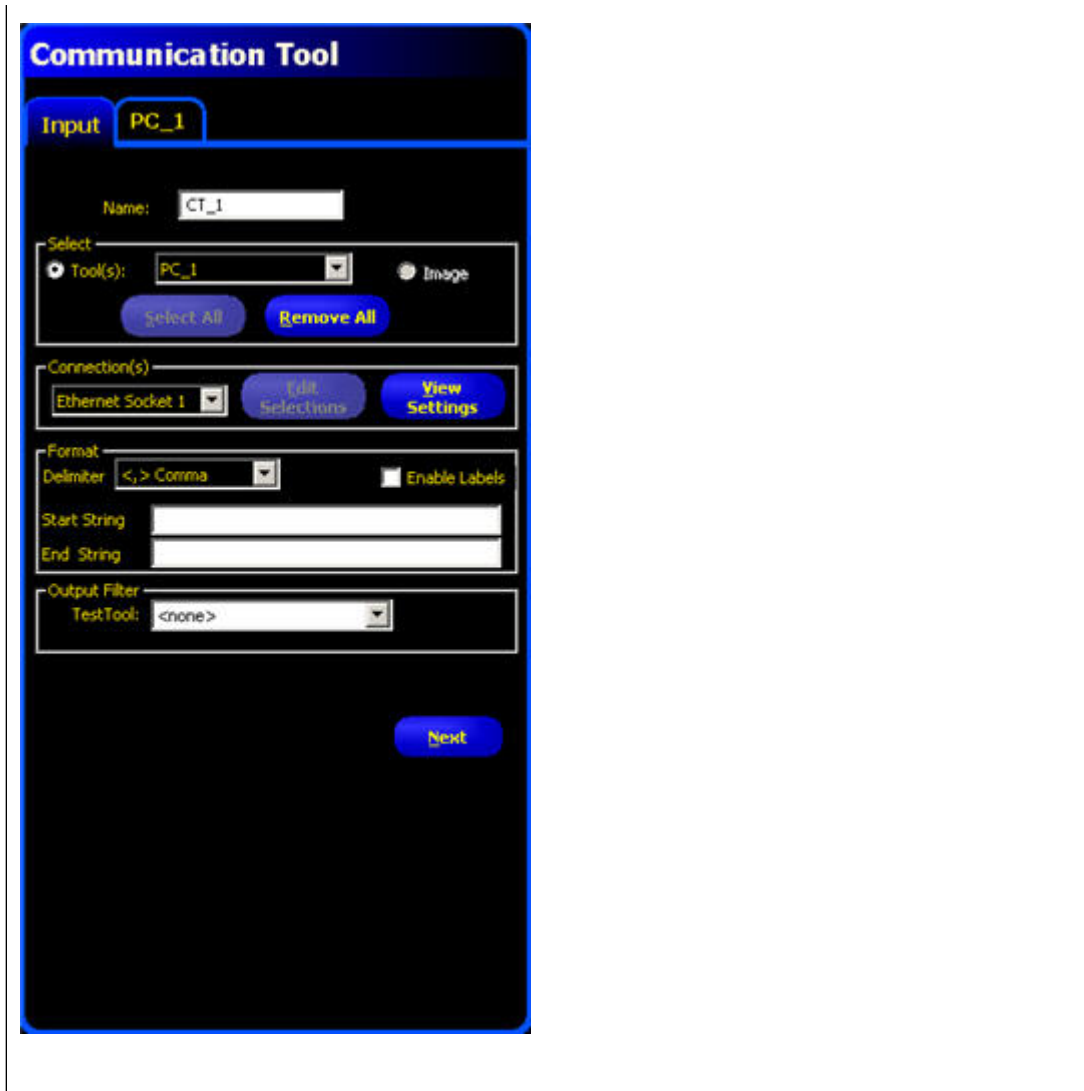 Communication Tool
Input PC_1
Name: CT_1
Select
Tool(s): PC_1 Image
Select All Remove All
Connection(s)
Ethernet Socket 1 Edit Selections View Settings
Format
Delimiter <,> Comma Enable Labels
Start String
End String
Output Filter
TestTool: <none>
Next